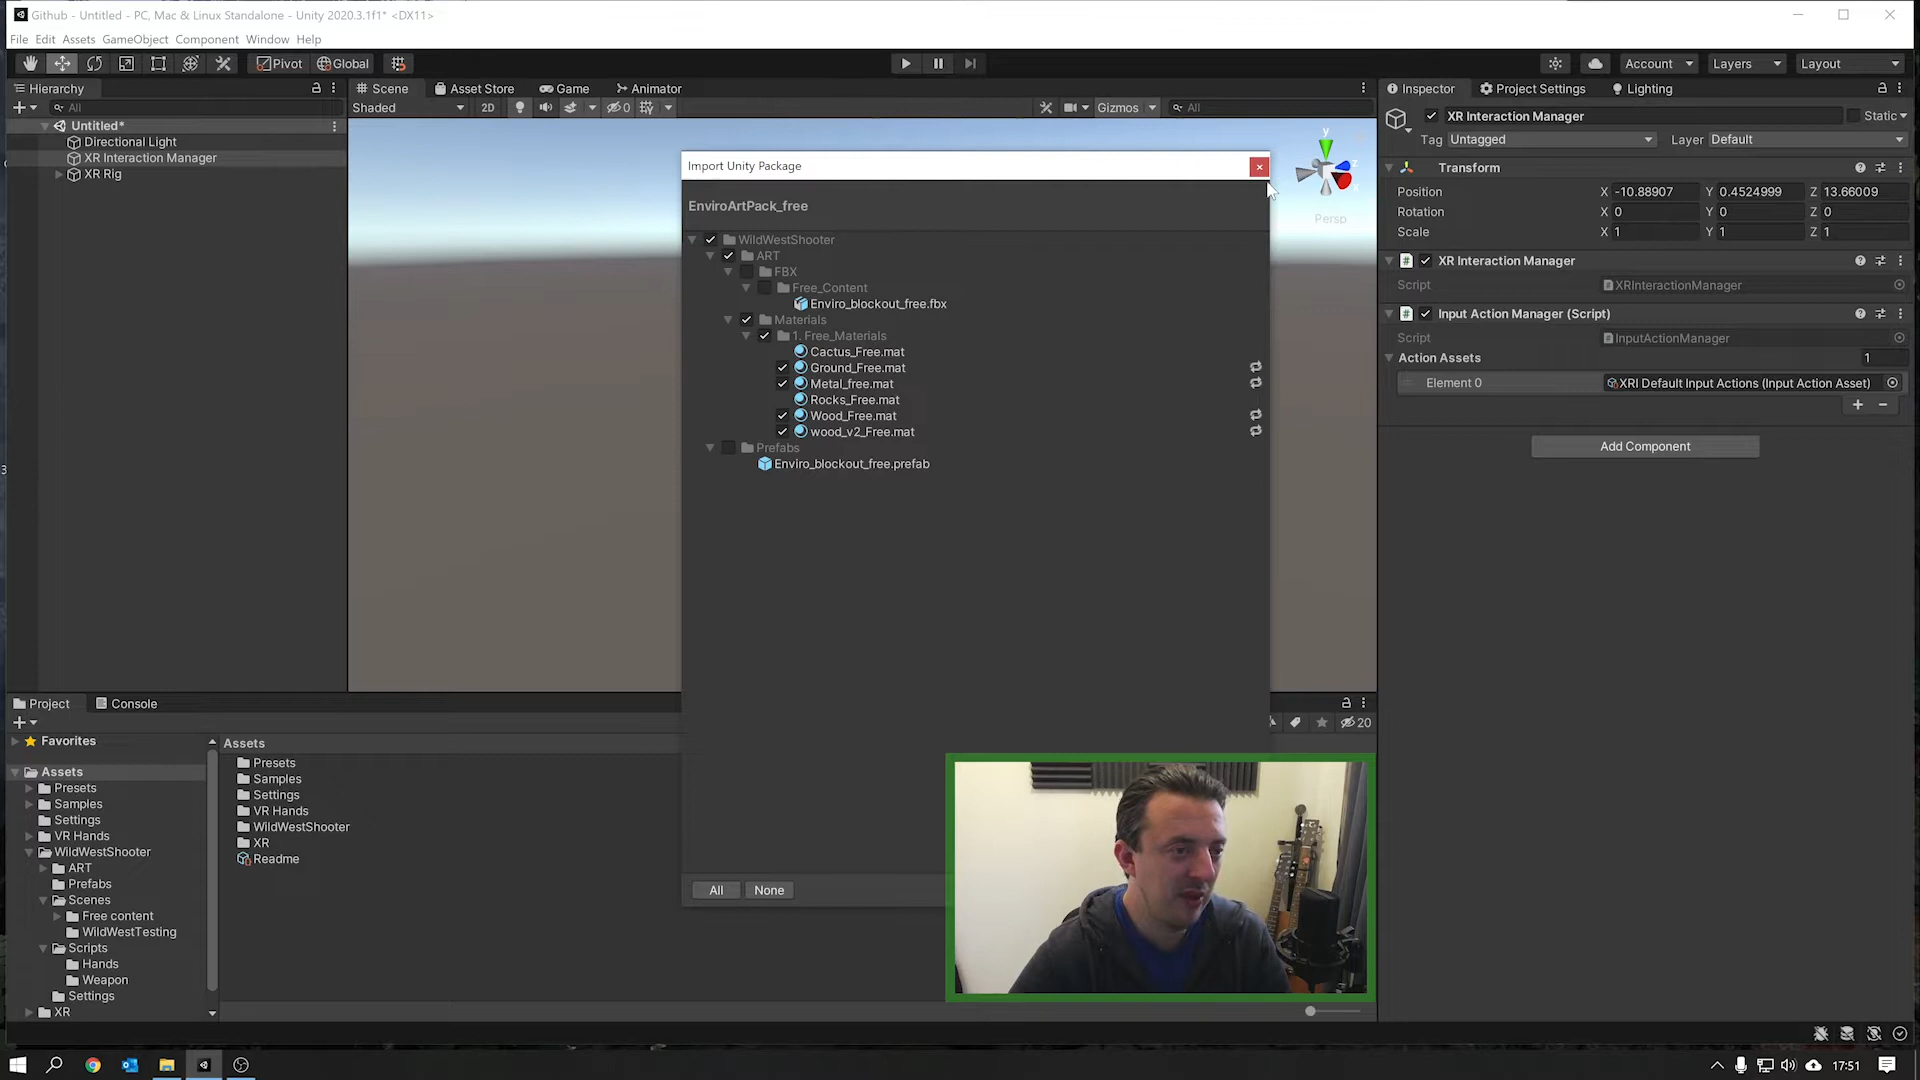 Github - Untitled - PC, Mac & Linux Standalone - Unity 2020.3.1f1* <DX11>
File Edit Assets GameObject Component Window Help
Pivot Global Account Layers Layout
Hierarchy
All
Untitled*
Directional Light
XR Interaction Manager
XR Rig
Scene Asset Store Game Animator
Shaded 2D 0 Gizmos All
y
Persp
Import Unity Package
EnviroArtPack_free
WildWestShooter
ART
FBX
Free_Content
Enviro_blockout_free.fbx
Materials
1. Free_Materials
Cactus_Free.mat
Ground_Free.mat
Metal_free.mat
Rocks_Free.mat
Wood_Free.mat
wood_v2_Free.mat
Prefabs
Enviro_blockout_free.prefab
All None
Inspector Project Settings Lighting
XR Interaction Manager Static
Tag Untagged Layer Default
Transform
Position X -10.88907 Y 0.4524999 Z 13.66009
Rotation X 0 Y 0 Z 0
Scale X 1 Y 1 Z 1
XR Interaction Manager
Script XRInteractionManager
Input Action Manager (Script)
Script InputActionManager
Action Assets 1
Element 0 XRI Default Input Actions (Input Action Asset)
Add Component
Project Console
20
Favorites
Assets
Presets
Samples
Settings
VR Hands
WildWestShooter
ART
Prefabs
Scenes
Free content
WildWestTesting
Scripts
Hands
Weapon
Settings
XR
Assets
Presets
Samples
Settings
VR Hands
WildWestShooter
XR
Readme
17:51